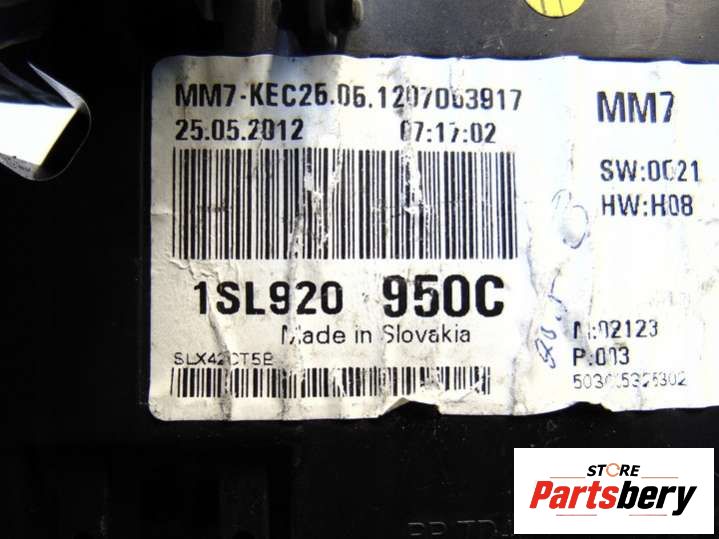 MM7-KEC26.06.1207063917
25.05.2012 07:17:02
MM7
SW:0021
HW:H08
1SL920 950C
Made in Slovakia
M:02123
P:003
STORE
Partsbery